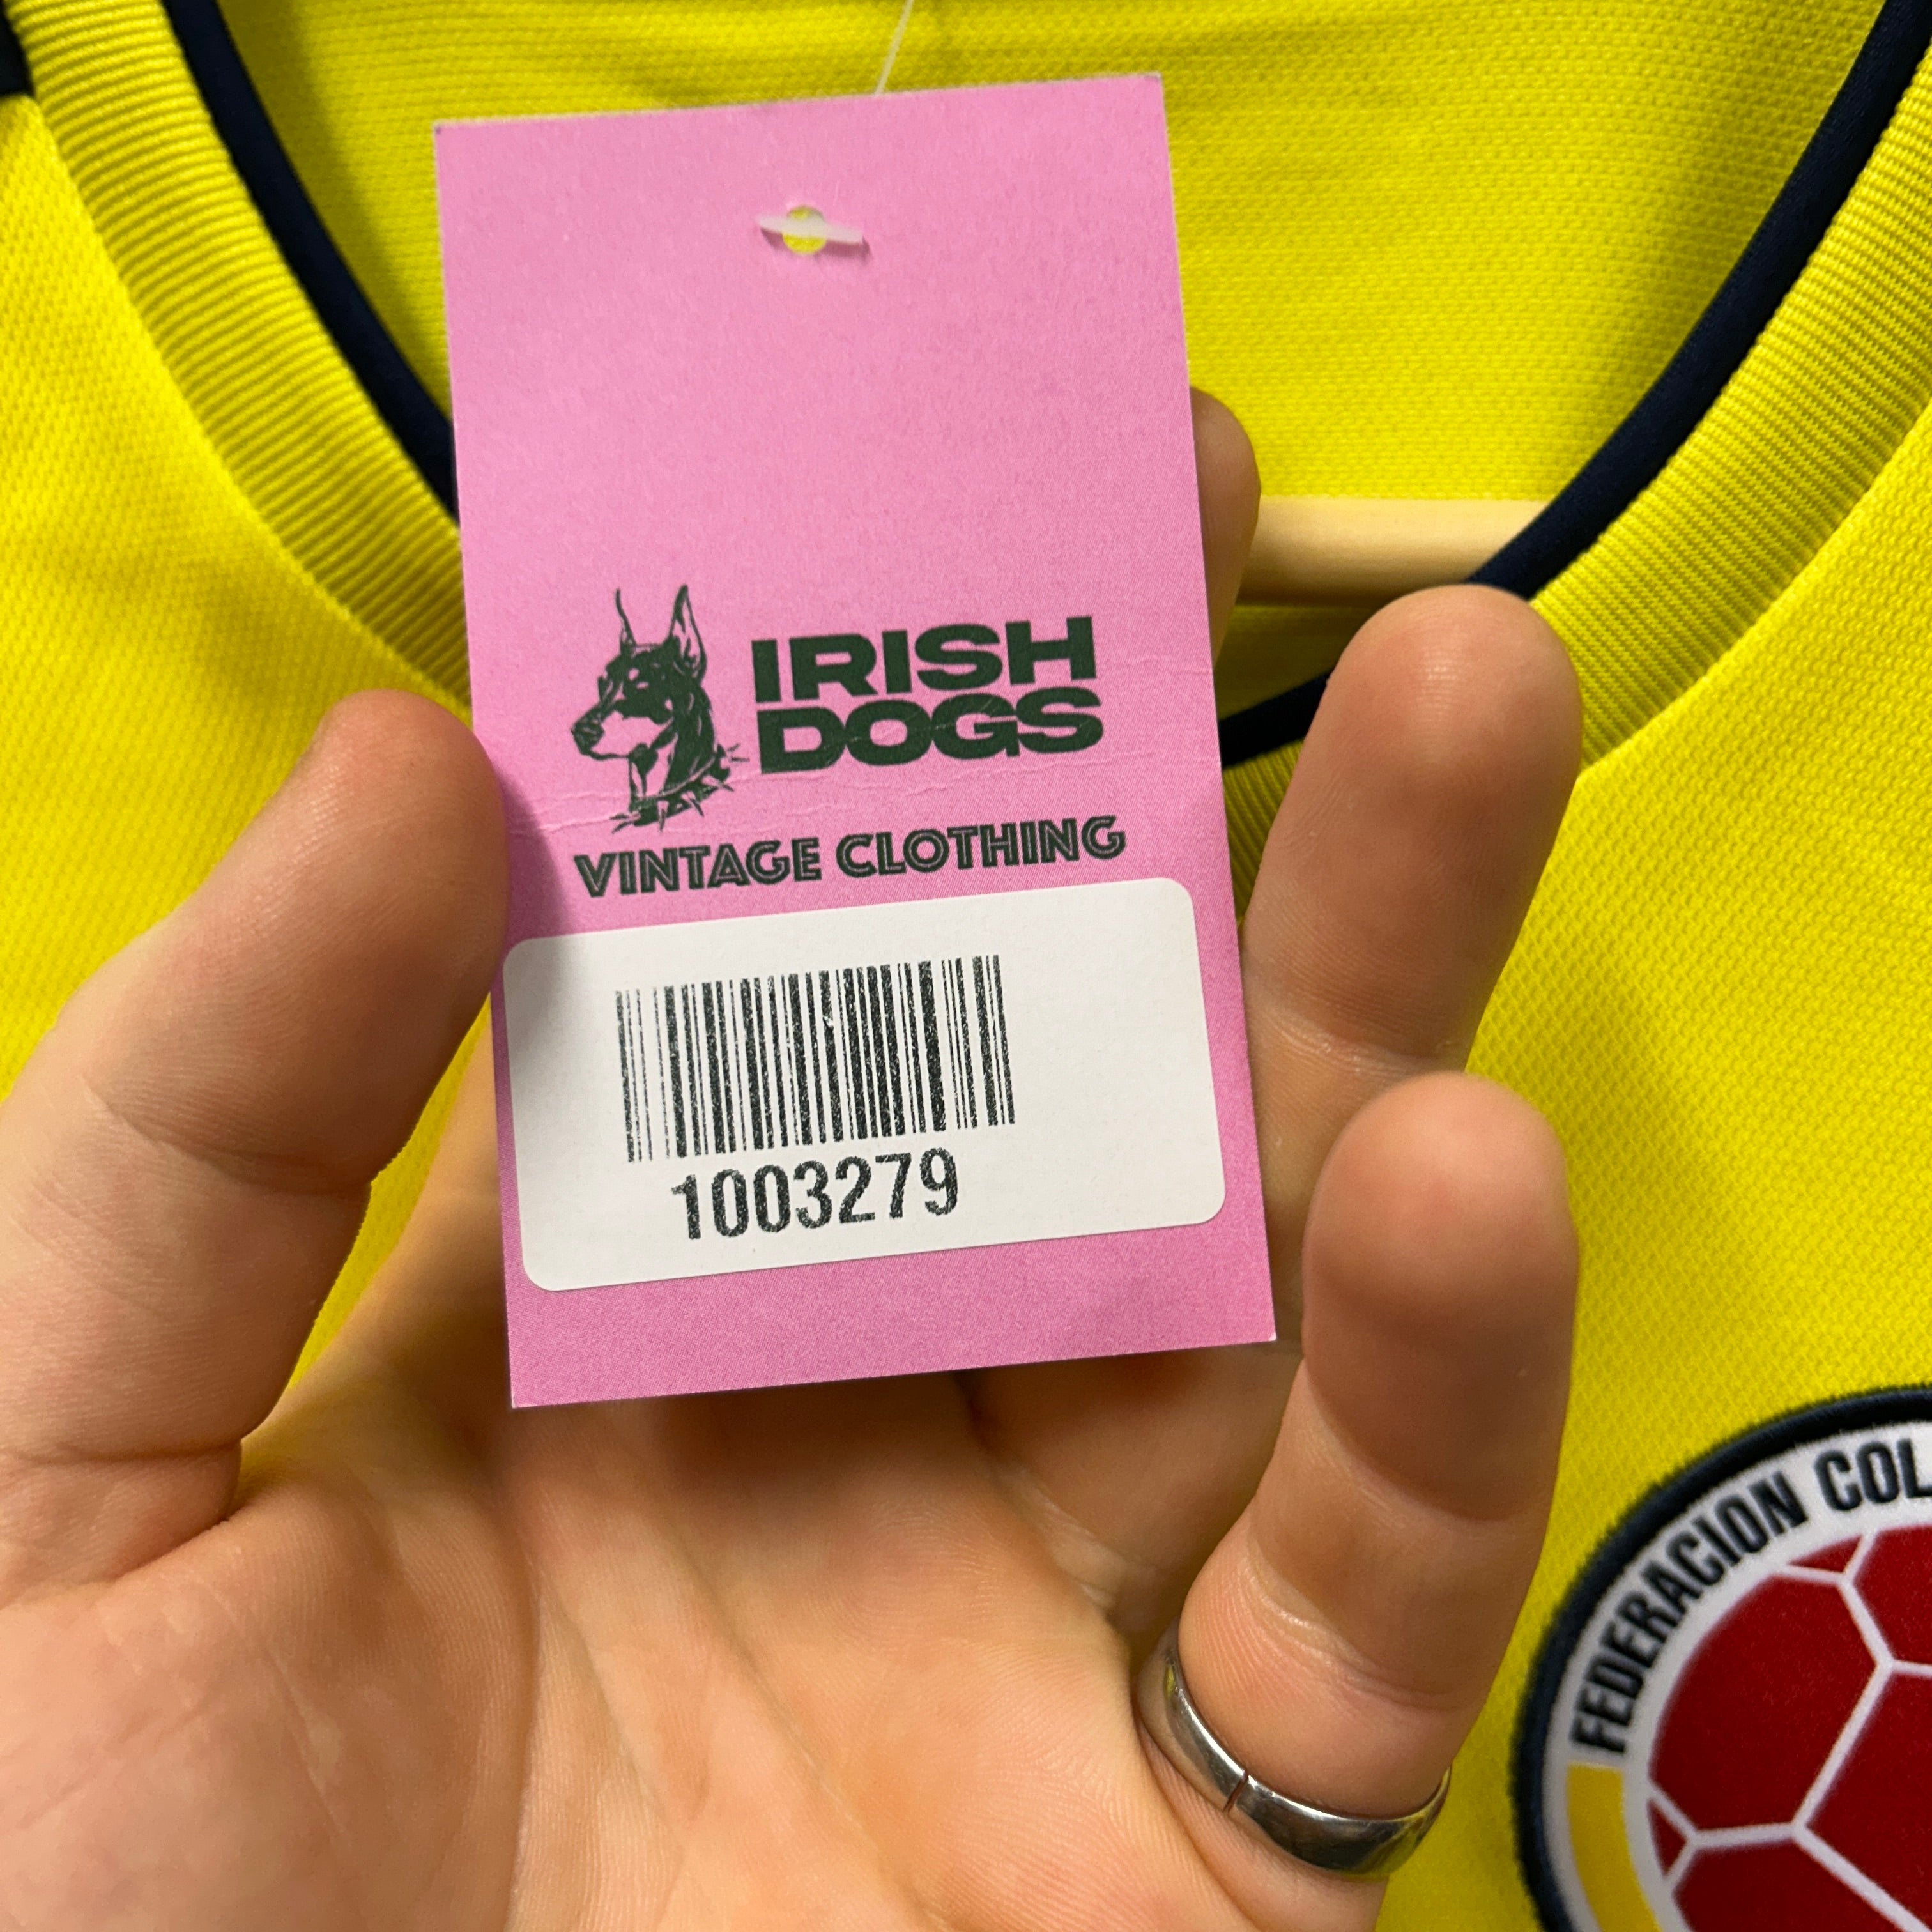 IRISH
DOGS
VINTAGE CLOTHING
1003279
FEDERACION COL